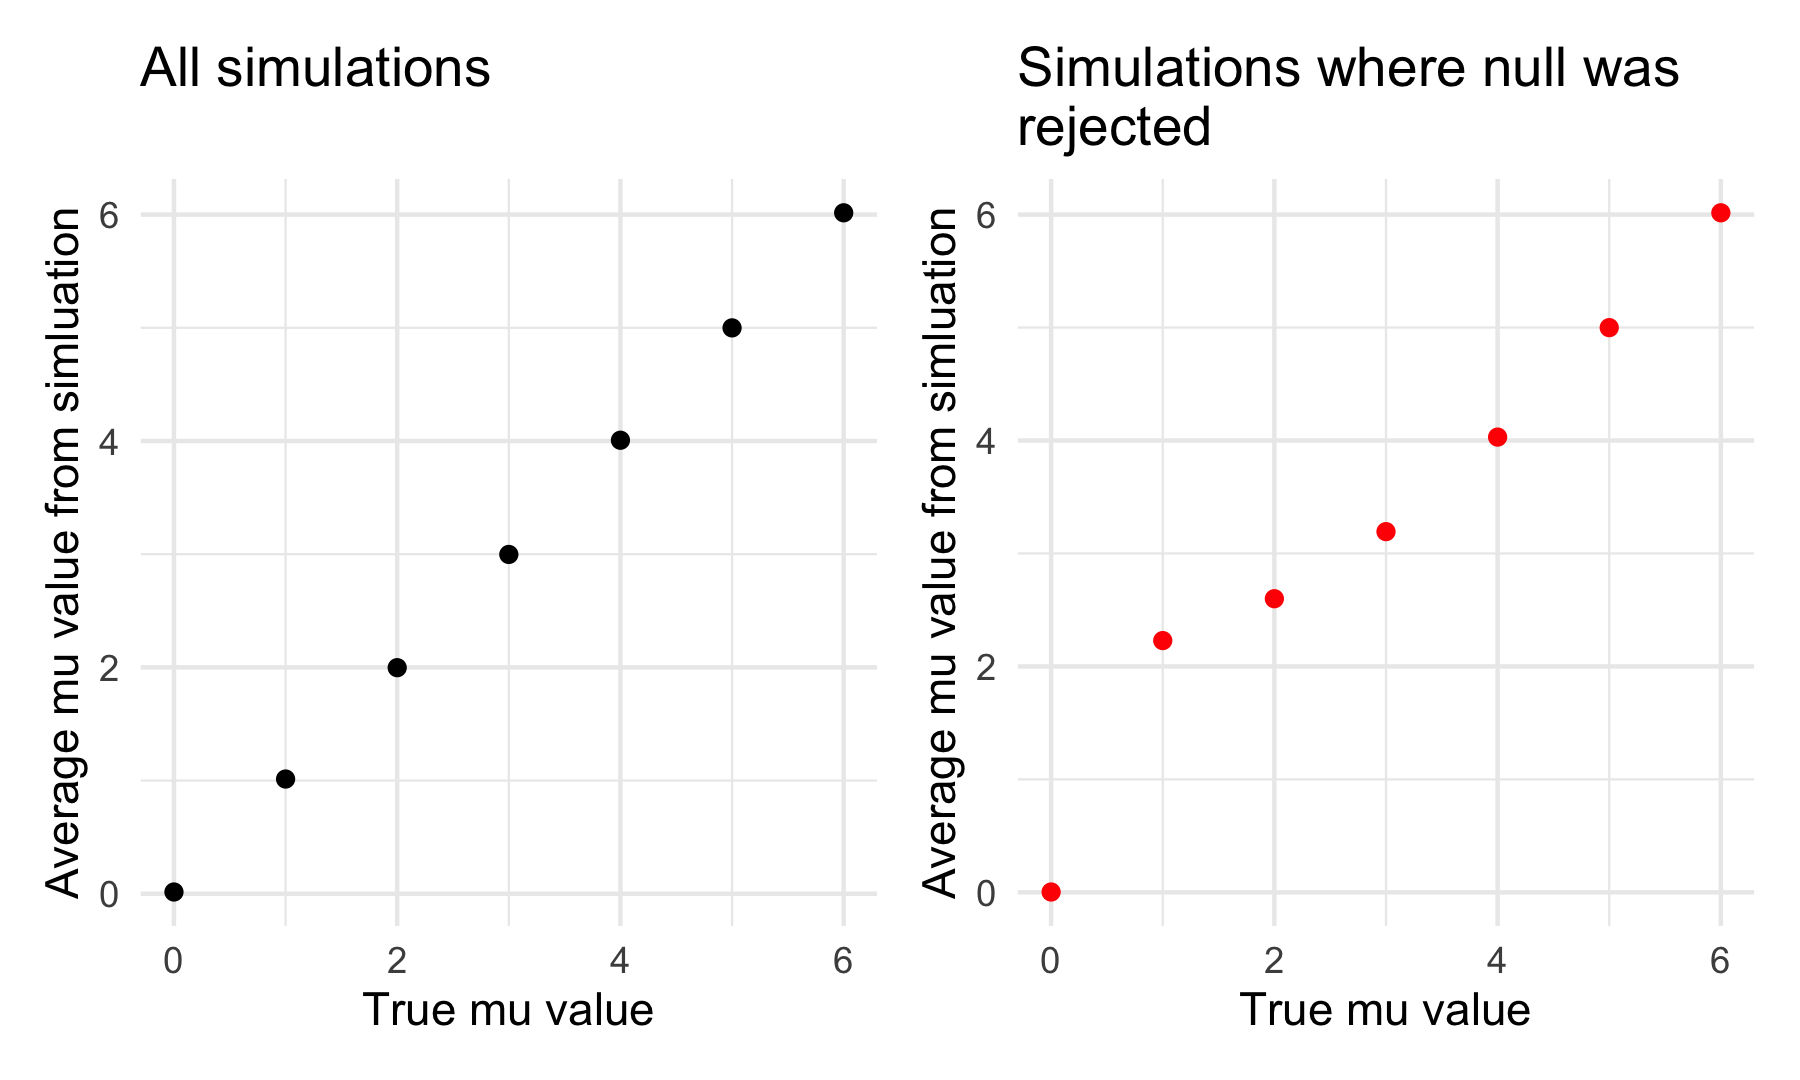 All simulations
Average mu value from simluation
6
4
2
0
0 2 4 6
True mu value
Simulations where null was
rejected
Average mu value from simluation
6
4
2
0
0 2 4 6
True mu value